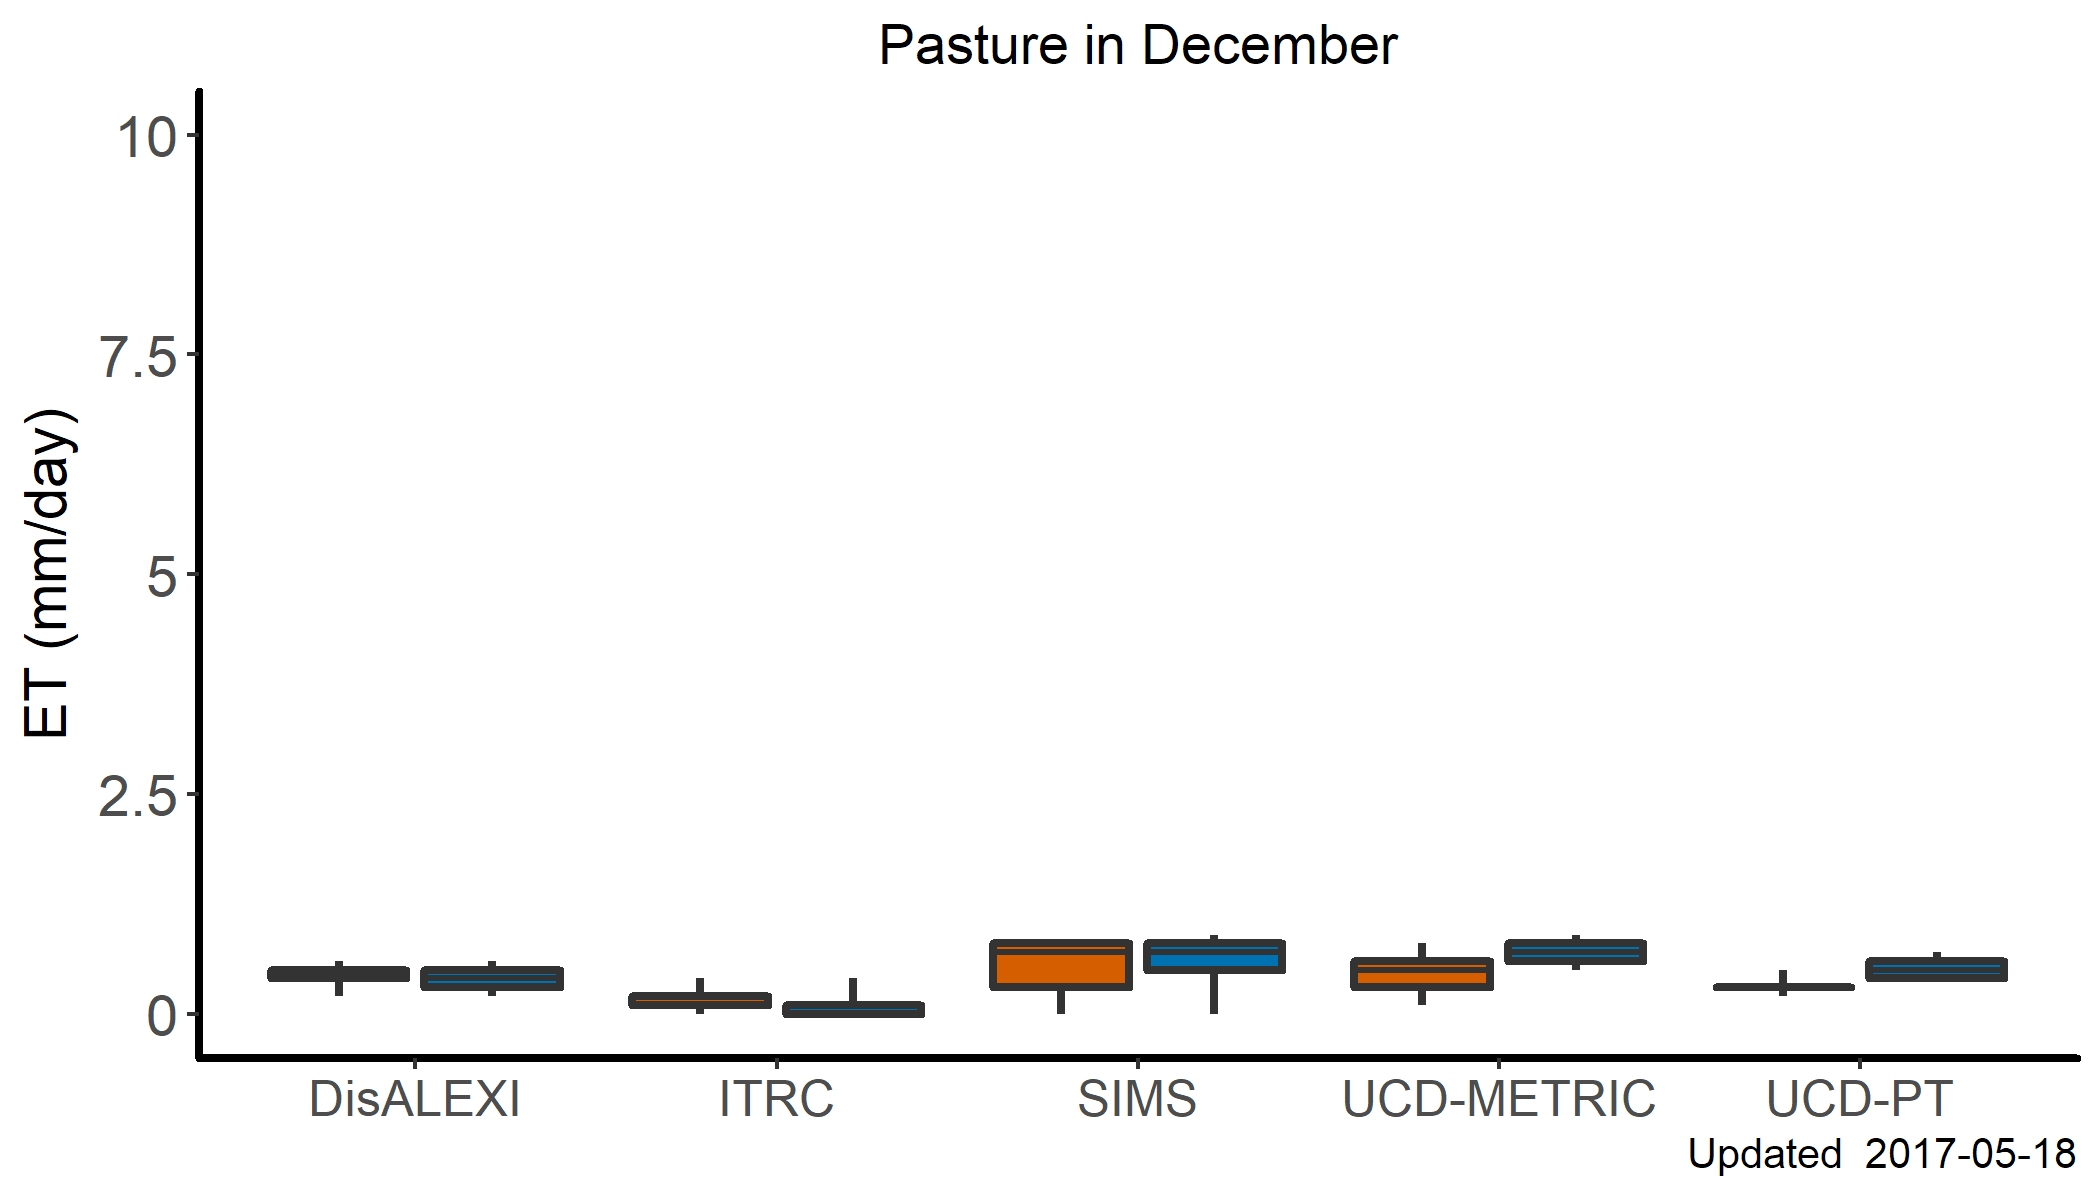 Pasture in December
ET (mm/day)
10
7.5
5
2.5
0
DisALEXI ITRC SIMS UCD-METRIC UCD-PT
Updated 2017-05-18